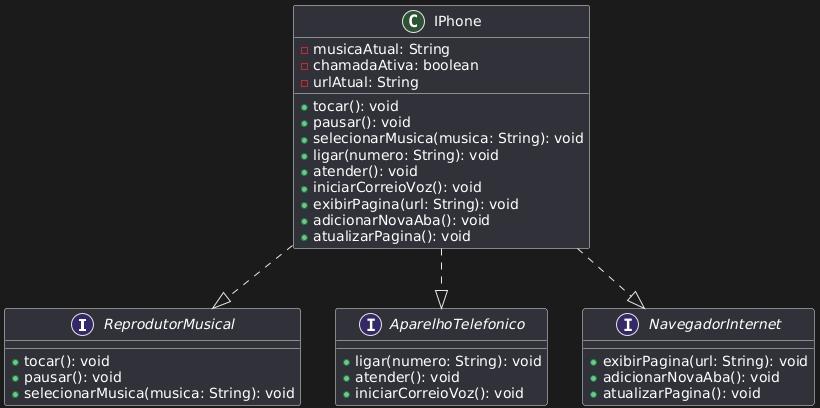 C IPhone
musicaAtual: String
chamadaAtiva: boolean
urlAtual: String
tocar(): void
pausar(): void
selecionarMusica(musica: String): void
ligar(numero: String): void
atender(): void
iniciarCorreioVoz(): void
exibirPagina(url: String): void
adicionarNovaAba(): void
atualizarPagina(): void
I ReprodutorMusical
tocar(): void
pausar(): void
selecionarMusica(musica: String): void
I AparelhoTelefonico
ligar(numero: String): void
atender(): void
iniciarCorreioVoz(): void
I NavegadorInternet
exibirPagina(url: String): void
adicionarNovaAba(): void
atualizarPagina(): void